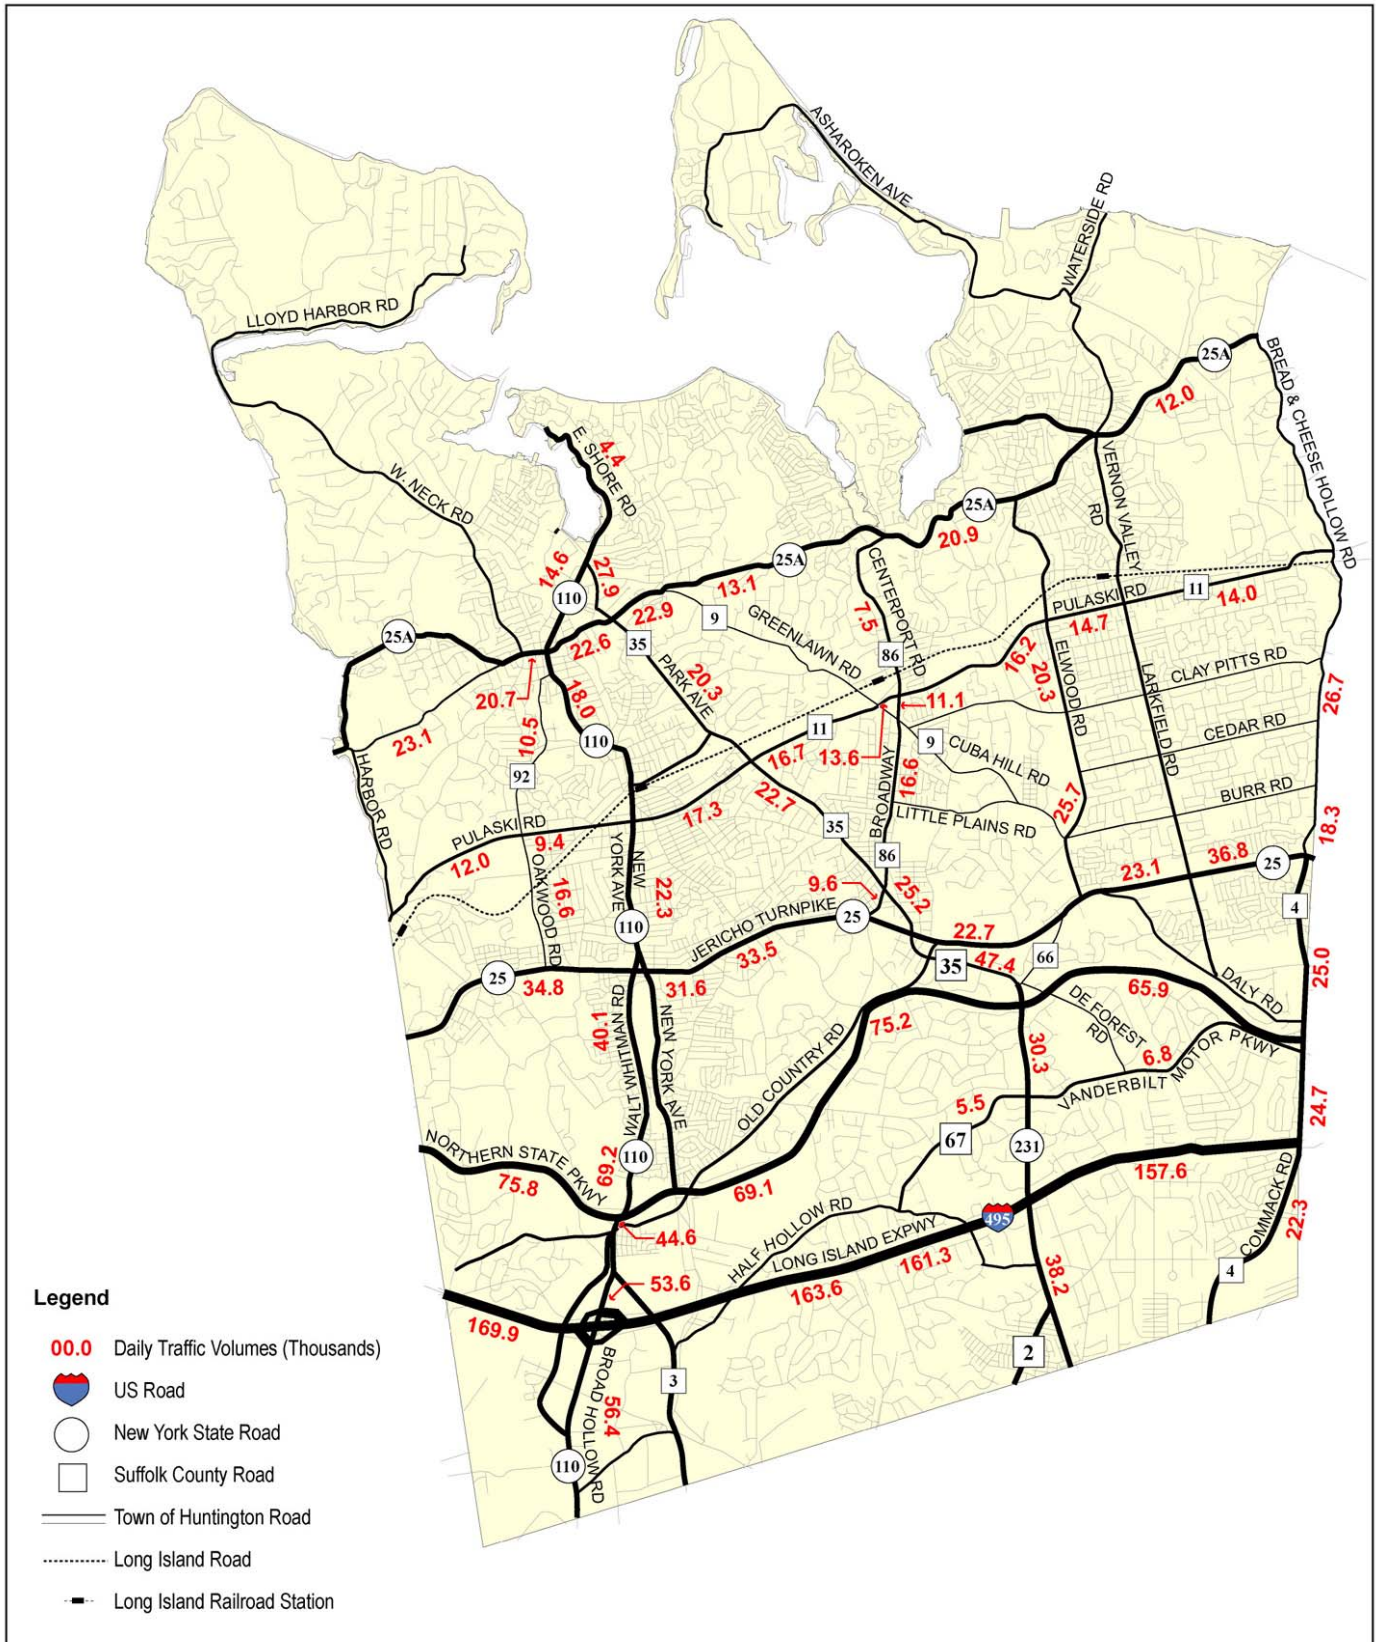 ASHAROKEN AVE
WATERSIDE RD
LLOYD HARBOR RD
25A
BREAD & CHEESE HOLLOW RD
12.0
E. SHORE RD
4.4
W. NECK RD
VERNON VALLEY
RD
25A
20.9
14.6
27.9
110
25A
13.1
22.9
9
GREENLAWN RD
CENTERPORT RD
7.5
86
PULASKI RD
11
14.0
14.7
25A
22.6
35
PARK AVE
20.3
16.2
20.3
ELWOOD RD
LARKFIELD RD
CLAY PITTS RD
26.7
20.7
18.0
10.5
23.1
110
92
HARBOR RD
11
11.1
13.6
16.7
9
CUBA HILL RD
CEDAR RD
BROADWAY
16.6
22.7
25.7
BURR RD
LITTLE PLAINS RD
PULASKI RD
17.3
35
18.3
9.4
12.0
OAKWOOD RD
16.6
NEW
YORK AVE
22.3
86
9.6
25.2
23.1
36.8
25
4
110
JERICHO TURNPIKE
25
33.5
22.7
35
47.4
66
25
34.8
31.6
25.0
DALY RD
65.9
DE FOREST
RD
WALT WHITMAN RD
40.1
NEW YORK AVE
OLD COUNTRY RD
75.2
30.3
6.8
VANDERBILT MOTOR PKWY
5.5
67
231
24.7
NORTHERN STATE PKWY
75.8
69.2
110
69.1
157.6
HALF HOLLOW RD
495
LONG ISLAND EXPWY
161.3
163.6
44.6
53.6
38.2
COMMACK RD
22.3
4
169.9
2
3
BROAD HOLLOW RD
56.4
110
Legend
00.0 Daily Traffic Volumes (Thousands)
US Road
New York State Road
Suffolk County Road
Town of Huntington Road
Long Island Road
Long Island Railroad Station